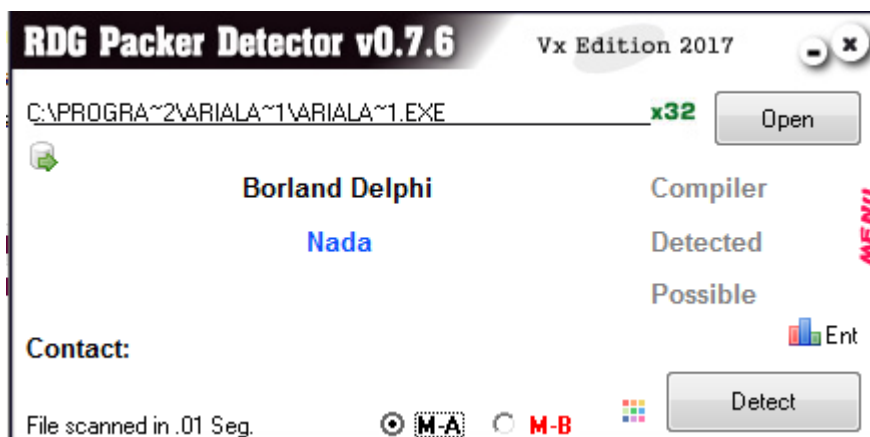 RDG Packer Detector v0.7.6 Vx Edition 2017
C:\PROGRA~2\ARIALA~1\ARIALA~1.EXE x32 Open
Borland Delphi Compiler
Nada Detected
MENU
Possible
Ent
Contact:
Detect
File scanned in .01 Seg. M-A M-B